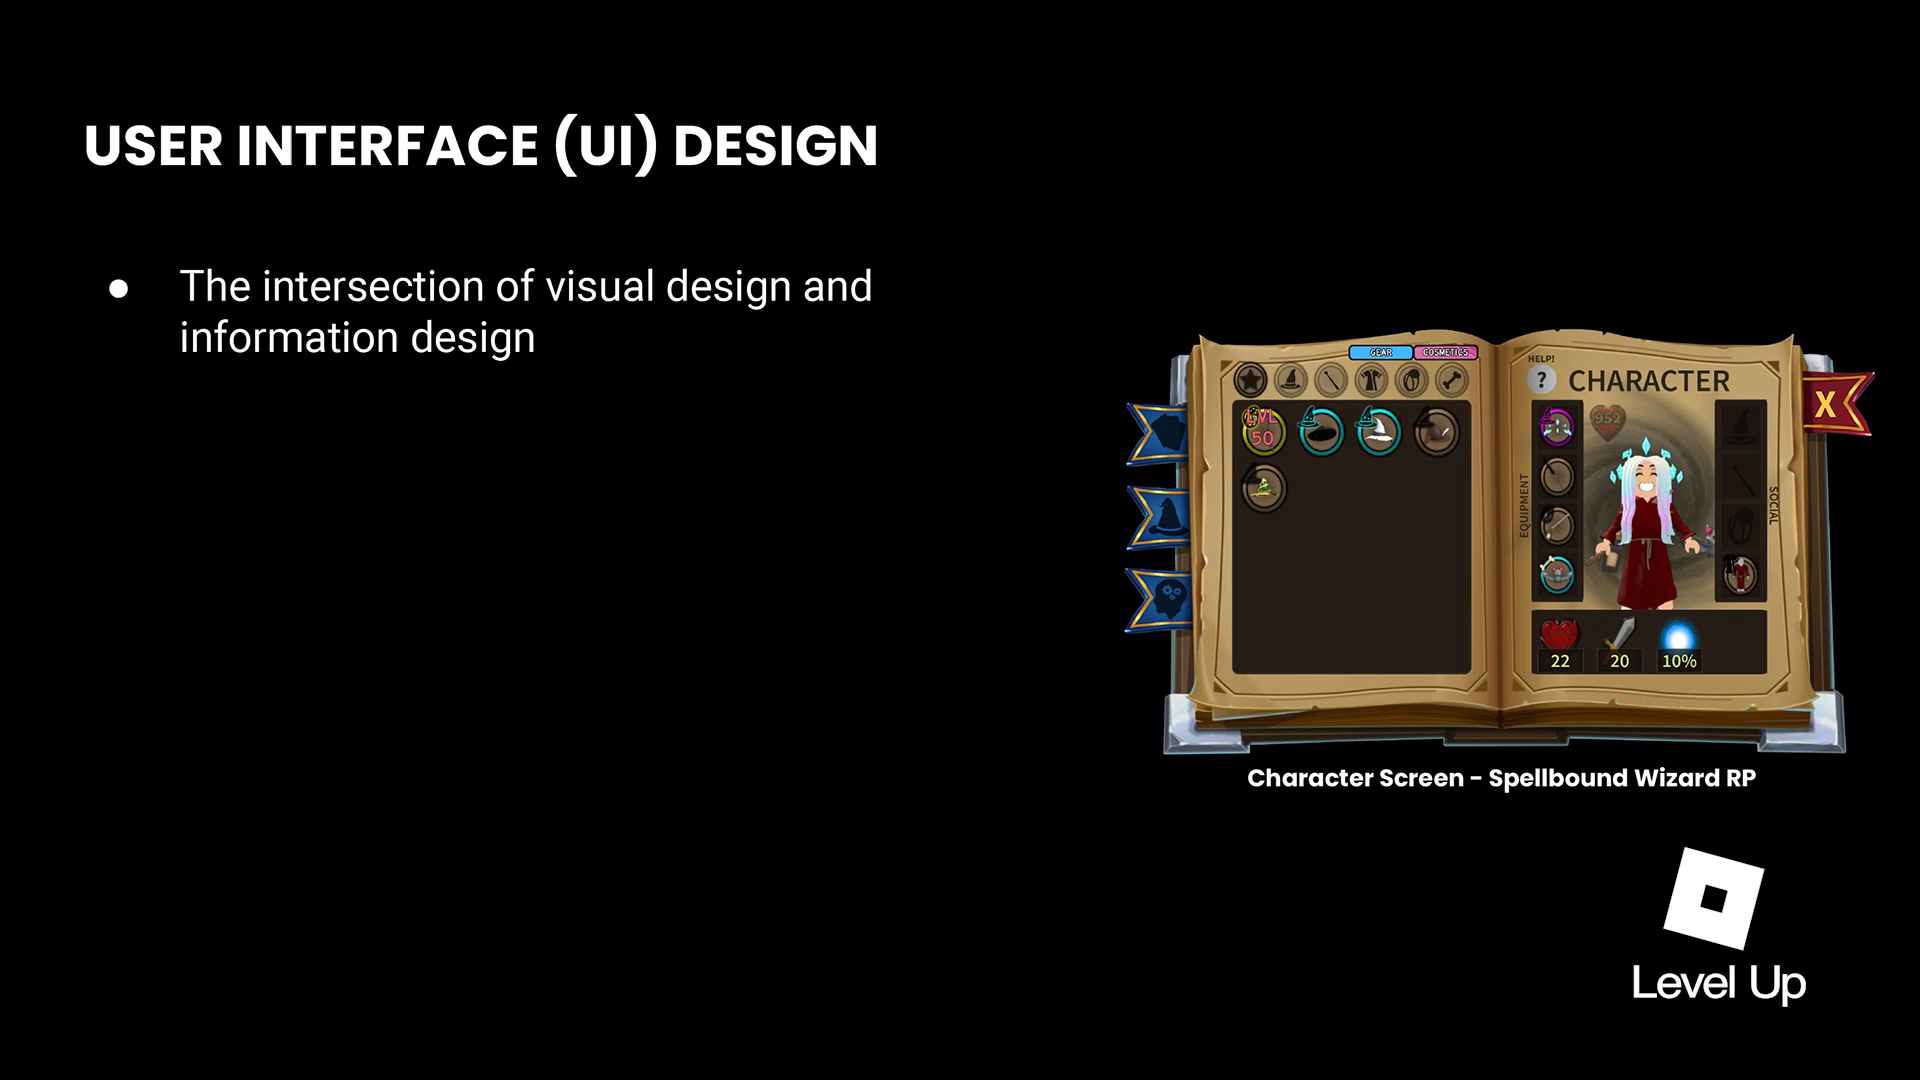 USER INTERFACE (UI) DESIGN
● The intersection of visual design and
information design
GEAR COSMETICS
HELP!
? CHARACTER
X
LVL
50
952
EQUIPMENT
SOCIAL
22 20 10%
Character Screen - Spellbound Wizard RP
Level Up